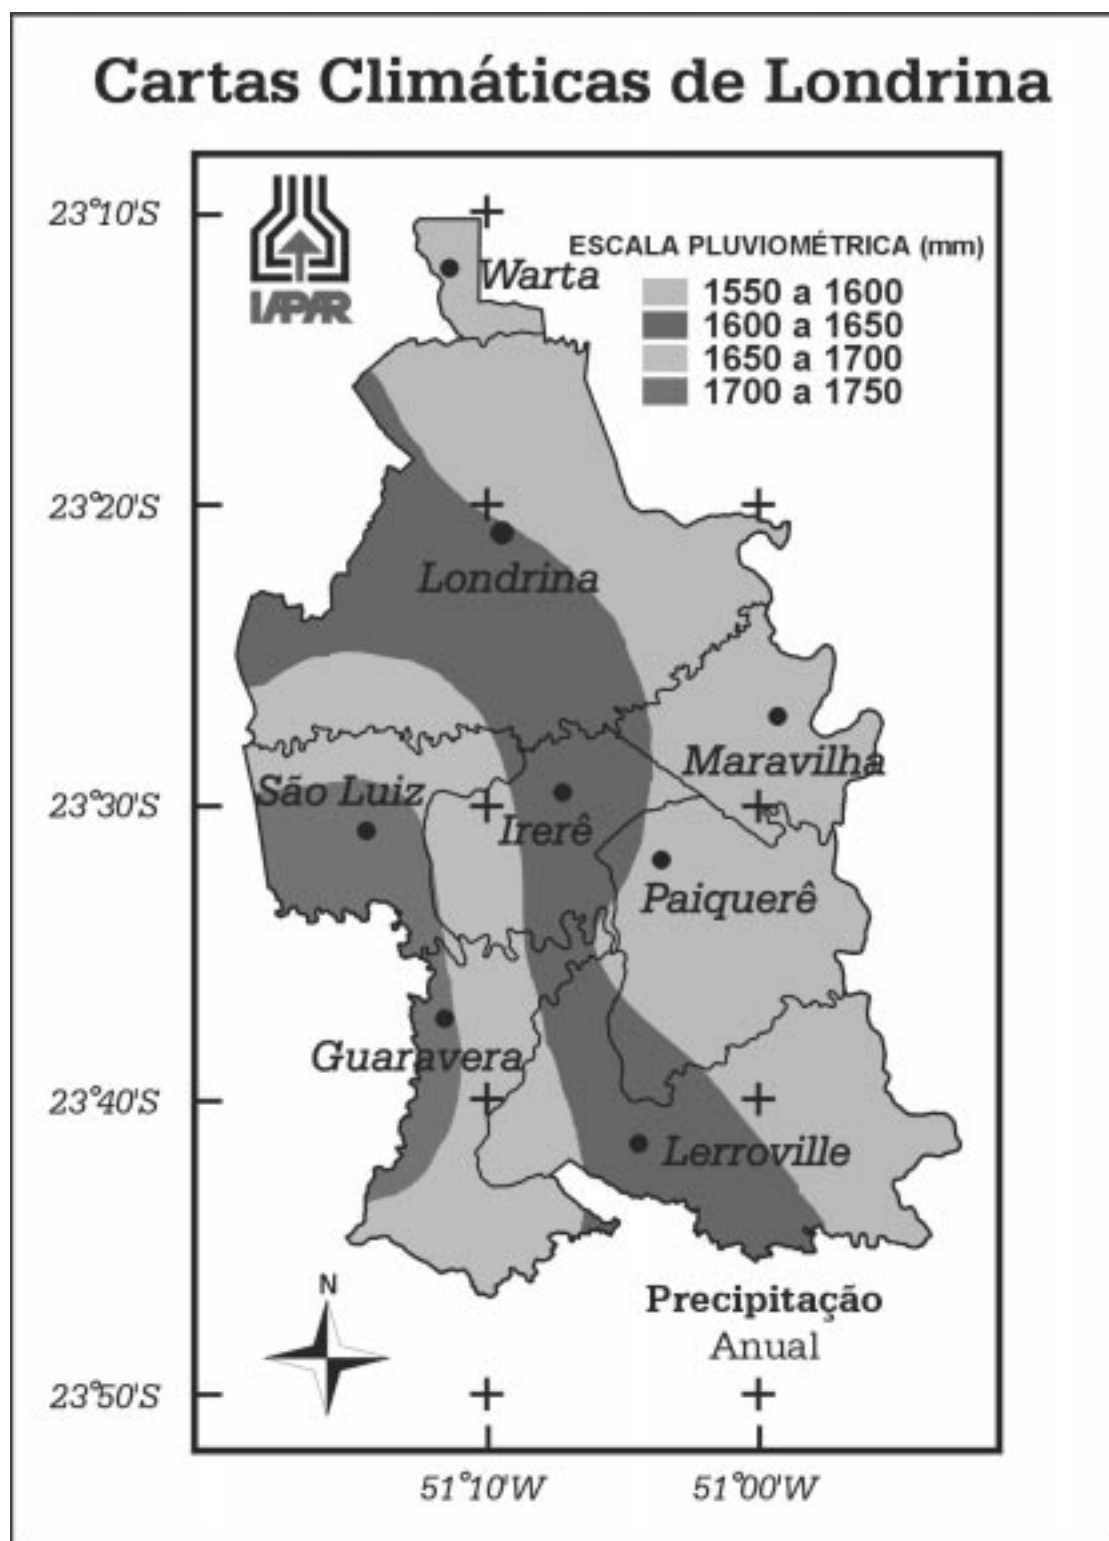 Cartas Climáticas de Londrina
IAPAR
ESCALA PLUVIOMÉTRICA (mm)
1550 a 1600
1600 a 1650
1650 a 1700
1700 a 1750
23°10'S
23°20'S
23°30'S
23°40'S
23°50'S
Warta
Londrina
Maravilha
São Luiz
Irerê
Paiquerê
Guaravera
Lerroville
N
Precipitação
Anual
51°10'W
51°00'W